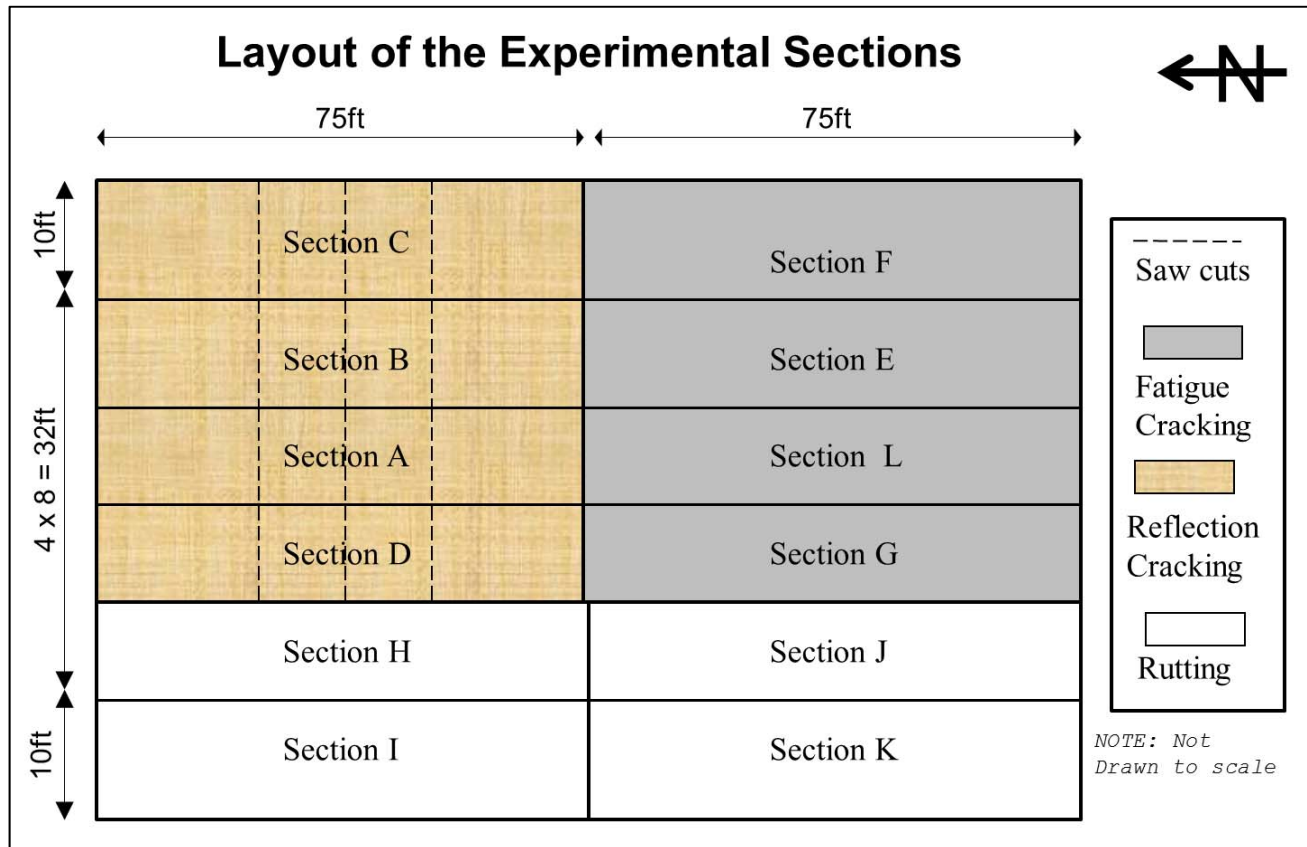 Layout of the Experimental Sections
N
75ft
75ft
10ft
4 x 8 = 32ft
10ft
Section C
Section F
Section B
Section E
Section A
Section L
Section D
Section G
Section H
Section J
Section I
Section K
Saw cuts
Fatigue
Cracking
Reflection
Cracking
Rutting
NOTE: Not
Drawn to scale